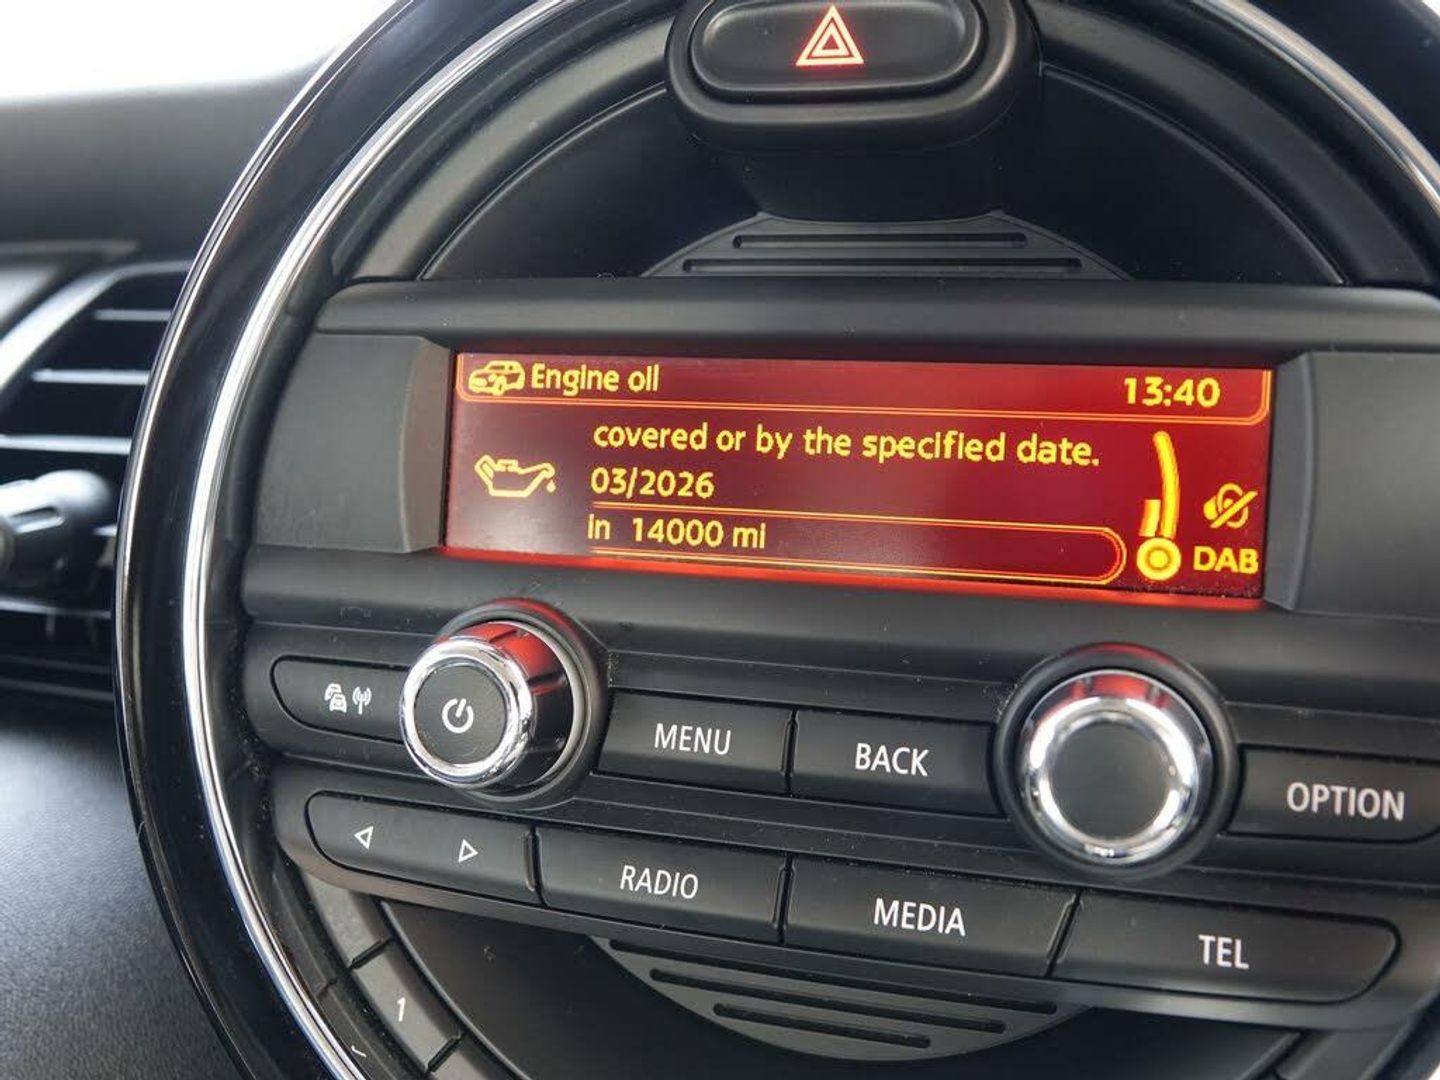 Engine oil 13:40
covered or by the specified date.
03/2026
in 14000 mi
DAB
MENU BACK OPTION
RADIO MEDIA TEL
1